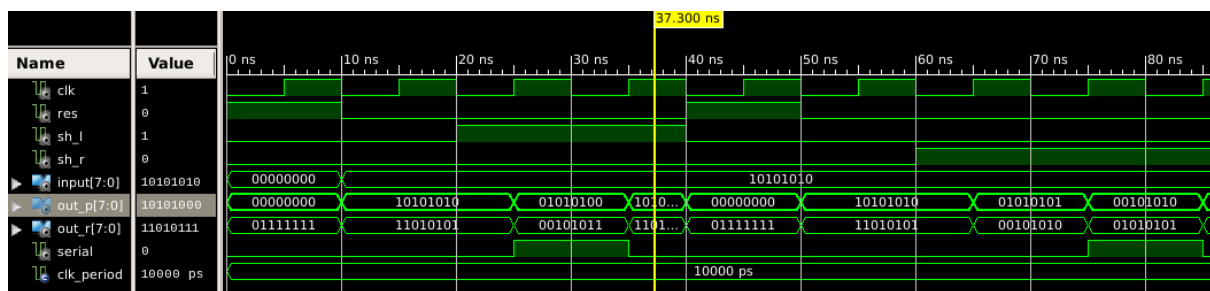 37.300 ns
Name Value 0 ns 10 ns 20 ns 30 ns 40 ns 50 ns 60 ns 70 ns 80 ns
clk 1
res 0
sh_l 1
sh_r 0
input[7:0] 10101010 00000000 10101010
out_p[7:0] 10101000 00000000 10101010 01010100 1010... 00000000 10101010 01010101 00101010
out_r[7:0] 11010111 01111111 11010101 00101011 1101... 01111111 11010101 00101010 01010101
serial 0
clk_period 10000 ps 10000 ps